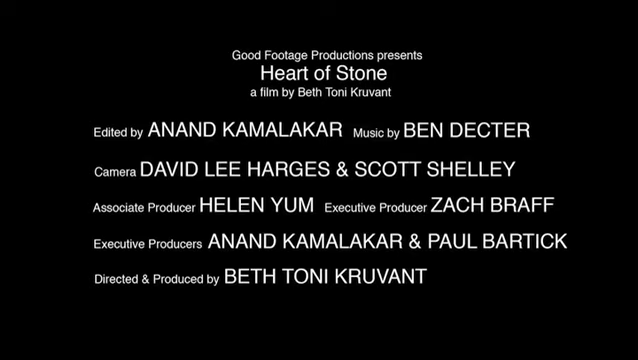 Good Footage Productions presents
Heart of Stone
a film by Beth Toni Kruvant
Edited by ANAND KAMALAKAR Music by BEN DECTER
Camera DAVID LEE HARGES & SCOTT SHELLEY
Associate Producer HELEN YUM Executive Producer ZACH BRAFF
Executive Producers ANAND KAMALAKAR & PAUL BARTICK
Directed & Produced by BETH TONI KRUVANT